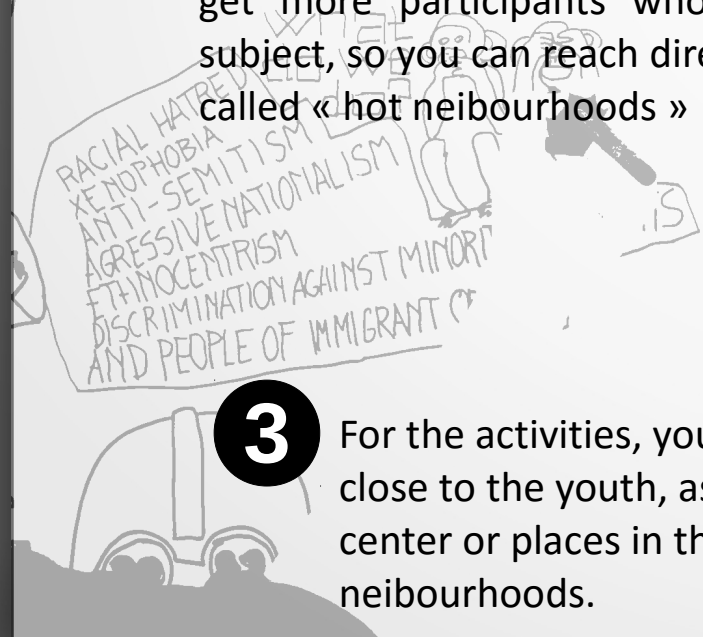 get more participants who
subject, so you can reach dire
called « hot neibourhoods »
RACIAL HATRED
XENOPHOBIA
ANTI-SEMITISM
AGRESSIVE NATIONALISM
ETHNOCENTRISM
DISCRIMINATION AGAINST MINORIT
AND PEOPLE OF IMMIGRANT O
.IS
3
For the activities, you
close to the youth, as
center or places in th
neibourhoods.